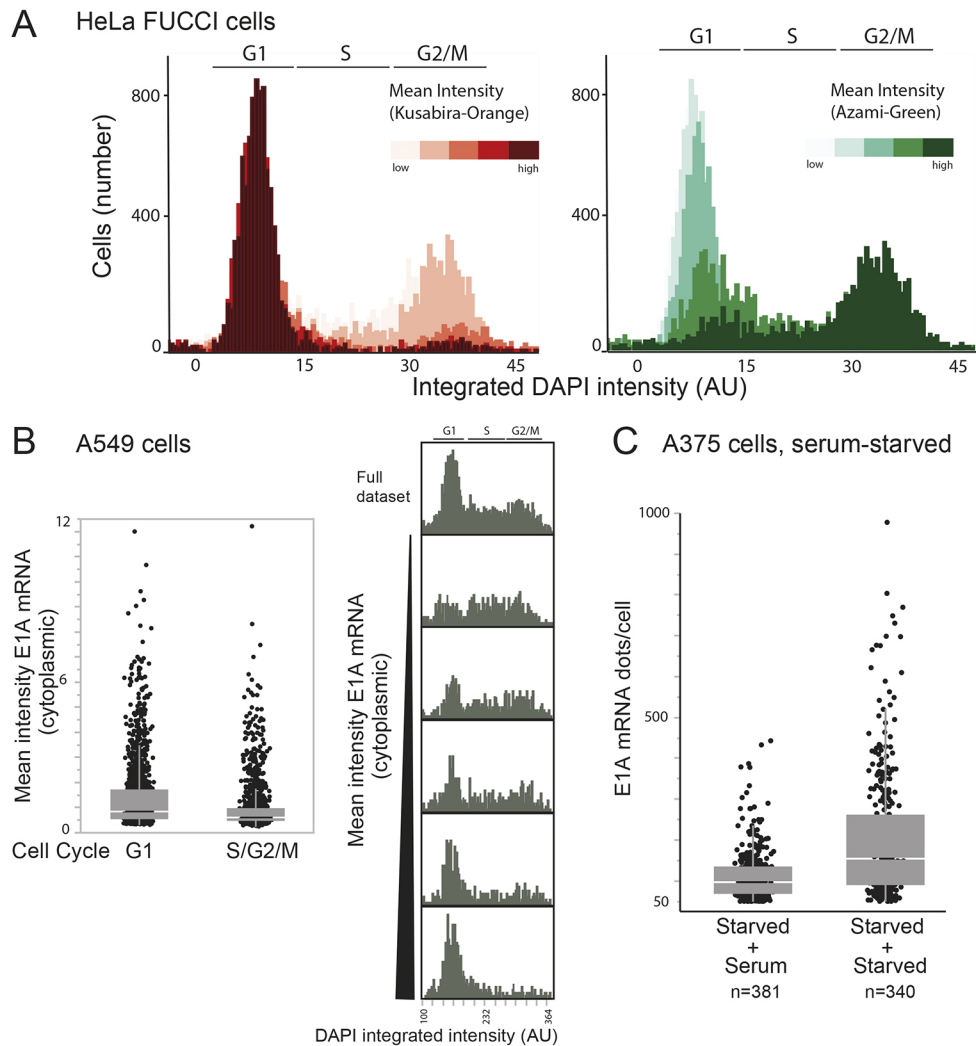 A HeLa FUCCI cells
G1 S G2/M
Mean Intensity
(Kusabira-Orange)
low high
Cells (number)
800
400
0
0 15 30 45
G1 S G2/M
Mean Intensity
(Azami-Green)
low high
800
400
0
0 15 30 45
Integrated DAPI intensity (AU)
B A549 cells
Mean intensity E1A mRNA
(cytoplasmic)
12
6
0
Cell Cycle G1 S/G2/M
G1 S G2/M
Full
dataset
Mean intensity E1A mRNA
(cytoplasmic)
100 232 364
DAPI integrated intensity (AU)
C A375 cells, serum-starved
E1A mRNA dots/cell
1000
500
50
Starved
+
Serum
n=381
Starved
+
Starved
n=340